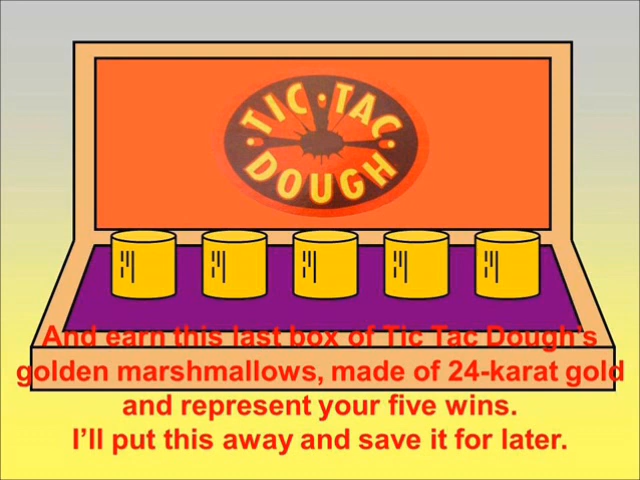 TIC·TAC
·DOUGH·
And earn this last box of Tic Tac Dough's
golden marshmallows, made of 24-karat gold
and represent your five wins.
I'll put this away and save it for later.